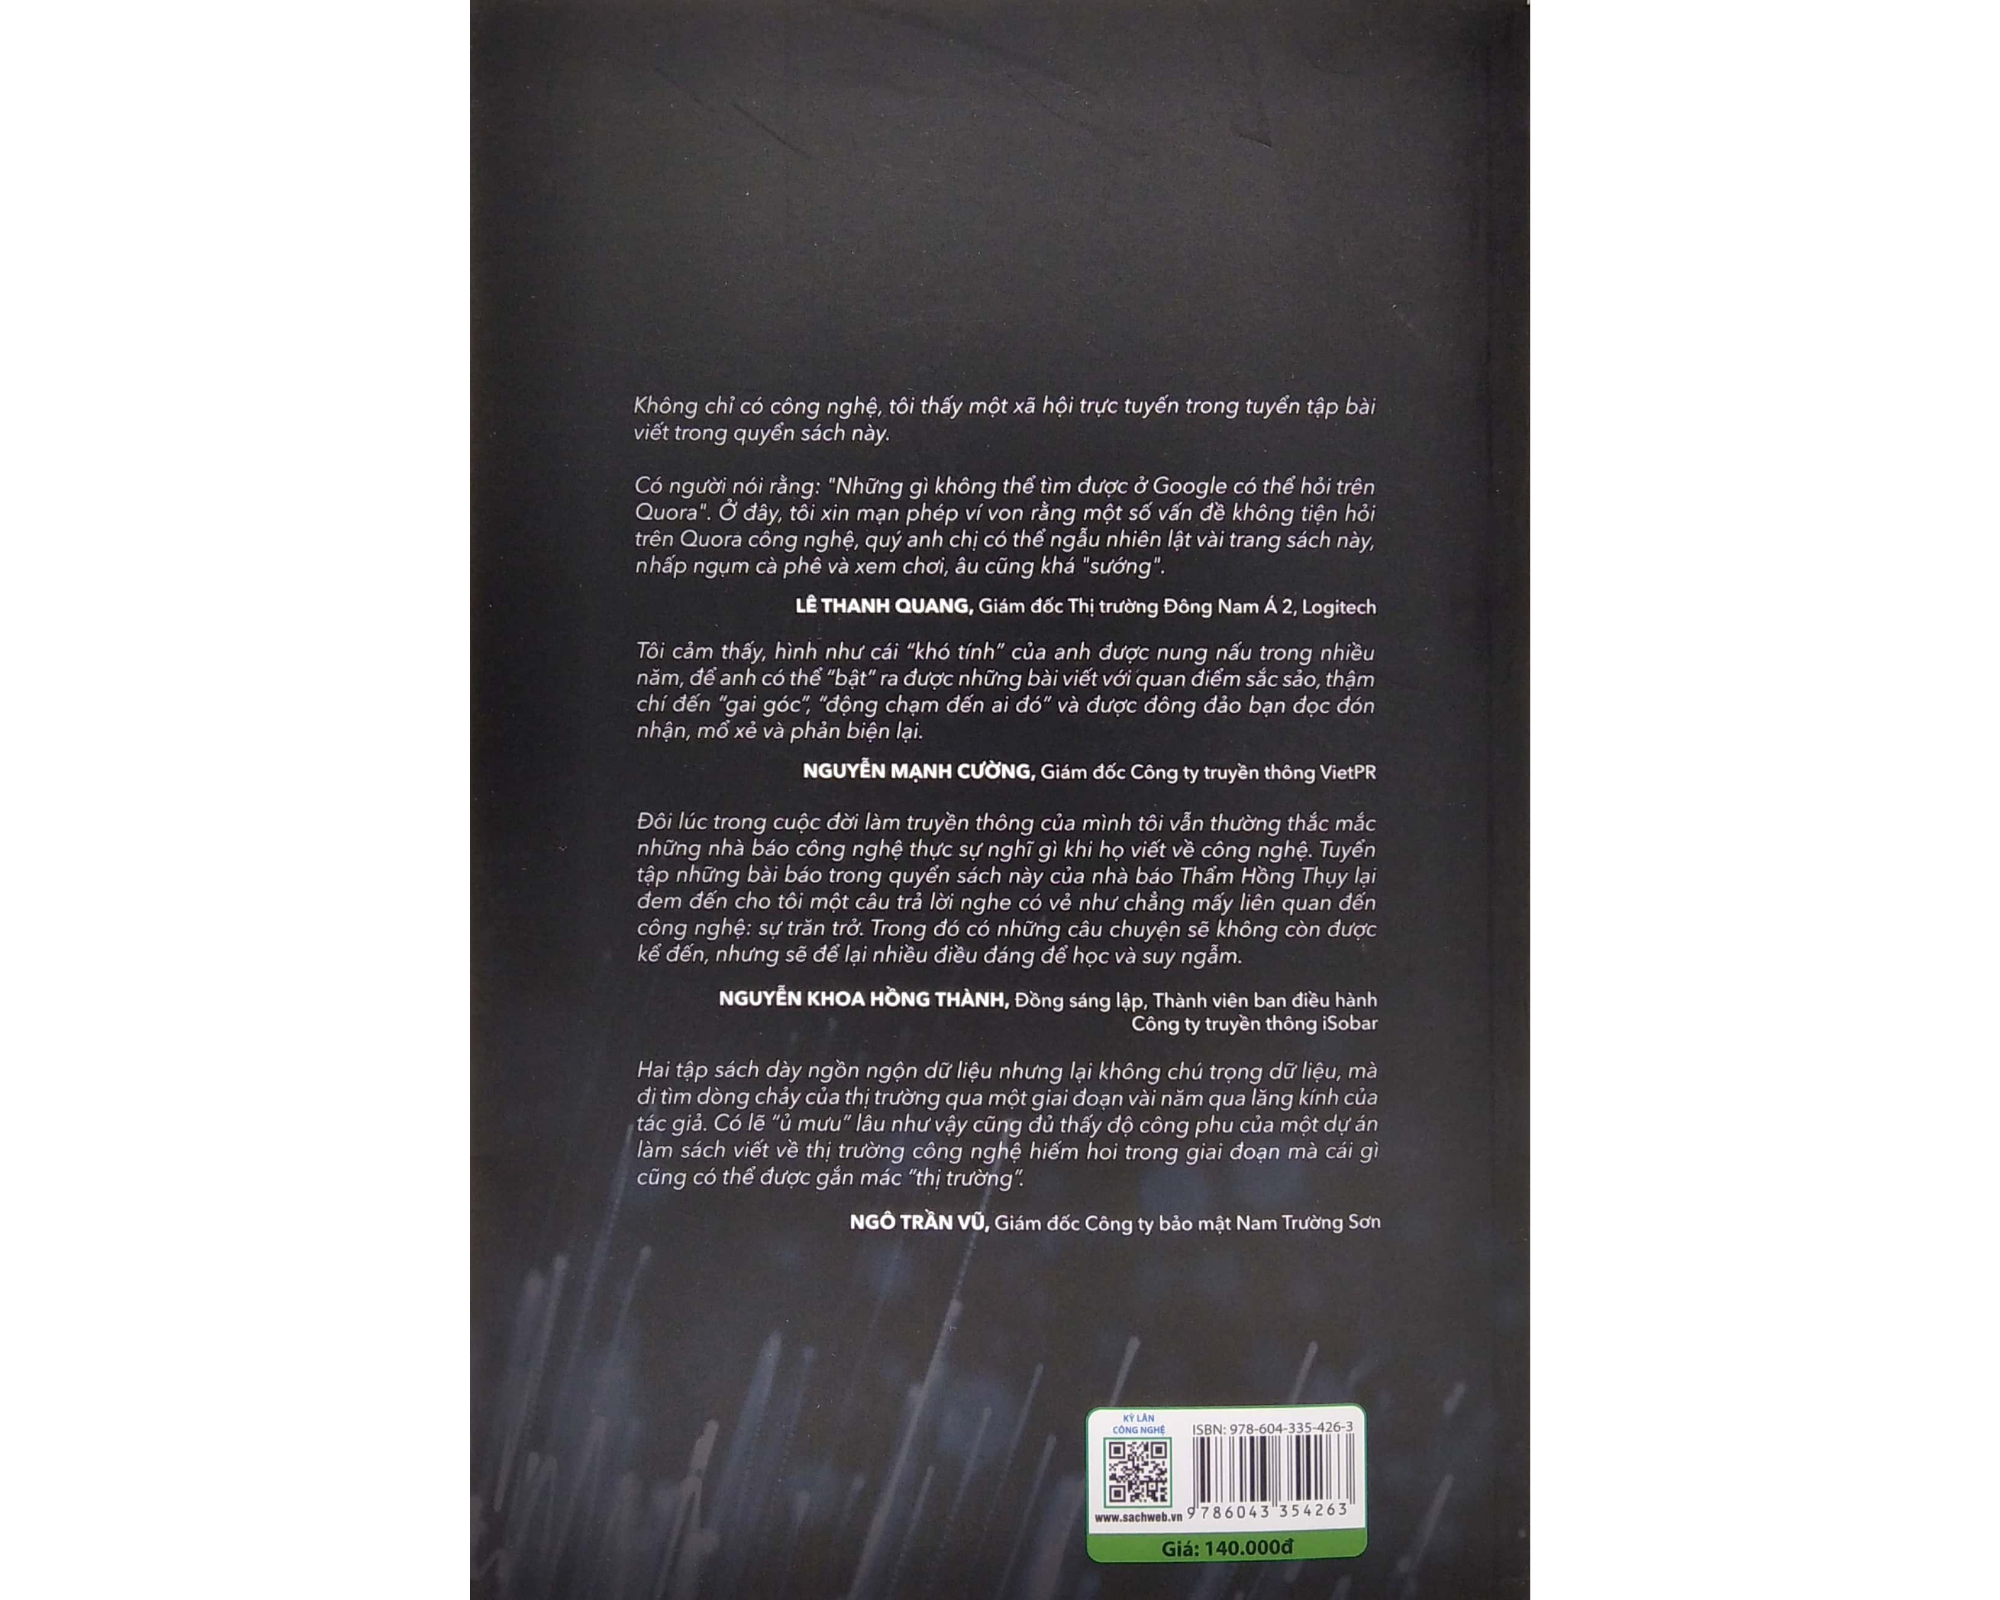 Không chỉ có công nghệ, tôi thấy một xã hội trực tuyến trong tuyển tập bài
viết trong quyển sách này.
Có người nói rằng: "Những gì không thể tìm được ở Google có thể hỏi trên
Quora". Ở đây, tôi xin mạn phép ví von rằng một số vấn đề không tiện hỏi
trên Quora công nghệ, quý anh chị có thể ngẫu nhiên lật vài trang sách này,
nhấp ngụm cà phê và xem chơi, âu cũng khá "sướng".
LÊ THANH QUANG, Giám đốc Thị trường Đông Nam Á 2, Logitech
Tôi cảm thấy, hình như cái “khó tính” của anh được nung nấu trong nhiều
năm, để anh có thể “bật” ra được những bài viết với quan điểm sắc sảo, thậm
chí đến “gai góc”, “động chạm đến ai đó” và được đông đảo bạn đọc đón
nhận, mổ xẻ và phản biện lại.
NGUYỄN MẠNH CƯỜNG, Giám đốc Công ty truyền thông VietPR
Đôi lúc trong cuộc đời làm truyền thông của mình tôi vẫn thường thắc mắc
những nhà báo công nghệ thực sự nghĩ gì khi họ viết về công nghệ. Tuyển
tập những bài báo trong quyển sách này của nhà báo Thẩm Hồng Thụy lại
đem đến cho tôi một câu trả lời nghe có vẻ như chẳng mấy liên quan đến
công nghệ: sự trăn trở. Trong đó có những câu chuyện sẽ không còn được
kể đến, nhưng sẽ để lại nhiều điều đáng để học và suy ngẫm.
NGUYỄN KHOA HỒNG THÀNH, Đồng sáng lập, Thành viên ban điều hành
Công ty truyền thông iSobar
Hai tập sách dày ngồn ngộn dữ liệu nhưng lại không chú trọng dữ liệu, mà
đi tìm dòng chảy của thị trường qua một giai đoạn vài năm qua lăng kính của
tác giả. Có lẽ “ủ mưu” lâu như vậy cũng đủ thấy độ công phu của một dự án
làm sách viết về thị trường công nghệ hiếm hoi trong giai đoạn mà cái gì
cũng có thể được gắn mác “thị trường”.
NGÔ TRẦN VŨ, Giám đốc Công ty bảo mật Nam Trường Sơn
KỲ LÂN
CÔNG NGHỆ
www.sachweb.vn
ISBN: 978-604-335-426-3
9 786043 354263
Giá: 140.000đ